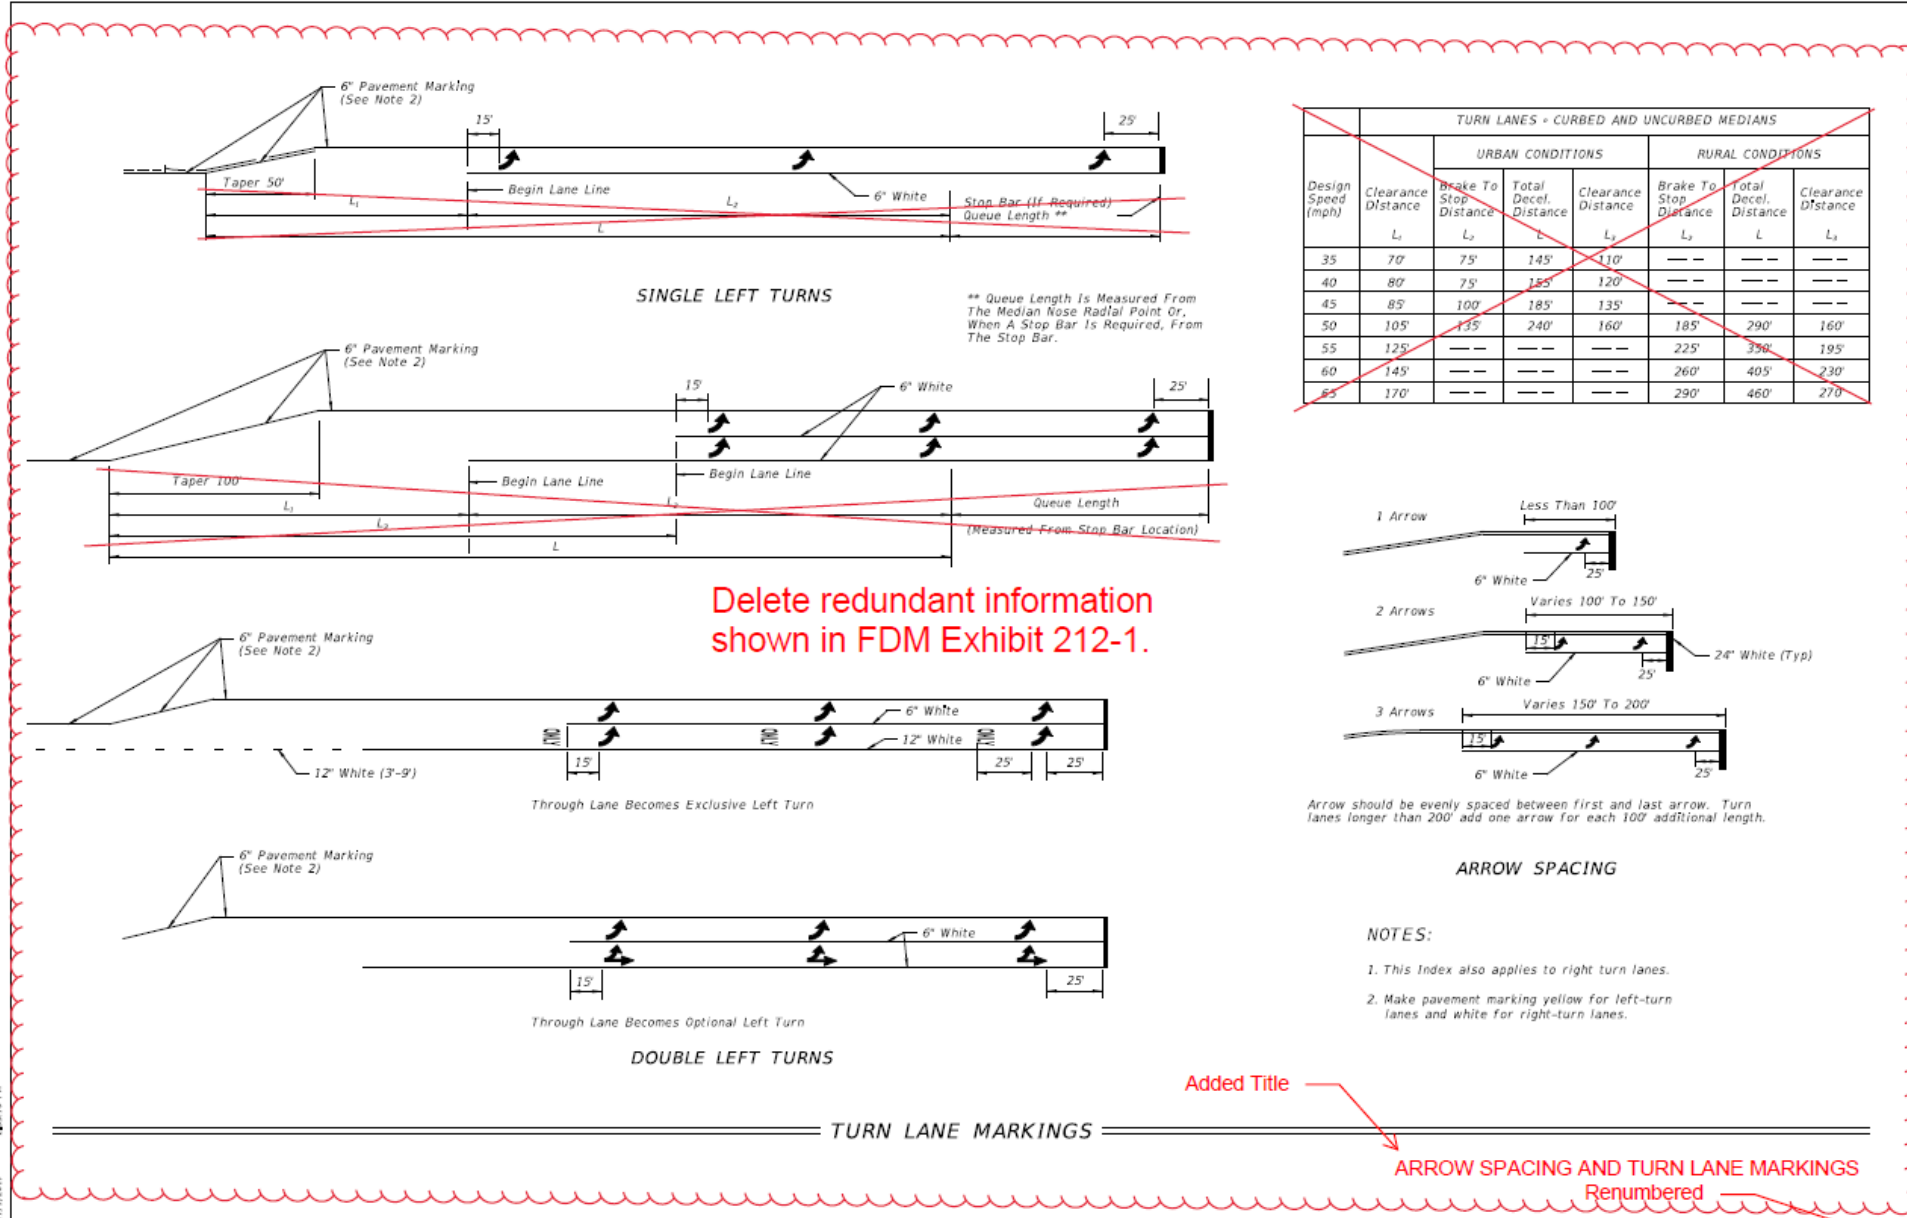 6" Pavement Marking
(See Note 2)
15'
25'
Taper 50'
Begin Lane Line
L₁
L₂
6" White
Stop Bar (If Required)
Queue Length **
L
SINGLE LEFT TURNS
** Queue Length Is Measured From
The Median Nose Radial Point Or,
When A Stop Bar Is Required, From
The Stop Bar.
6" Pavement Marking
(See Note 2)
15'
6" White
25'
Taper 100'
Begin Lane Line
Begin Lane Line
L₁
L₂
Queue Length
L₃
(Measured From Stop Bar Location)
L
Delete redundant information
shown in FDM Exhibit 212-1.
6" Pavement Marking
(See Note 2)
6" White
ONLY
ONLY
ONLY
12" White
12" White (3'-9')
15'
25'
25'
Through Lane Becomes Exclusive Left Turn
6" Pavement Marking
(See Note 2)
6" White
15'
25'
Through Lane Becomes Optional Left Turn
DOUBLE LEFT TURNS
TURN LANES - CURBED AND UNCURBED MEDIANS
URBAN CONDITIONS RURAL CONDITIONS
Design Clearance Brake To Total Clearance Brake To Total Clearance
Speed Distance Stop Decel. Distance Stop Decel. Distance
(mph) Distance Distance Distance Distance
L₁ L₂ L L₃ L₂ L L₃
35 70' 75' 145' 110' — — — — — —
40 80' 75' 155' 120' — — — — — —
45 85' 100' 185' 135' — — — — — —
50 105' 135' 240' 160' 185' 290' 160'
55 125' — — — — — — 225' 350' 195'
60 145' — — — — — — 260' 405' 230'
65 170' — — — — — — 290' 460' 270'
1 Arrow
Less Than 100'
6" White
25'
2 Arrows
Varies 100' To 150'
15'
24" White (Typ)
6" White
25'
3 Arrows
Varies 150' To 200'
15'
6" White
25'
Arrow should be evenly spaced between first and last arrow. Turn
lanes longer than 200' add one arrow for each 100' additional length.
ARROW SPACING
NOTES:
1. This Index also applies to right turn lanes.
2. Make pavement marking yellow for left-turn
lanes and white for right-turn lanes.
Added Title
TURN LANE MARKINGS
ARROW SPACING AND TURN LANE MARKINGS
Renumbered